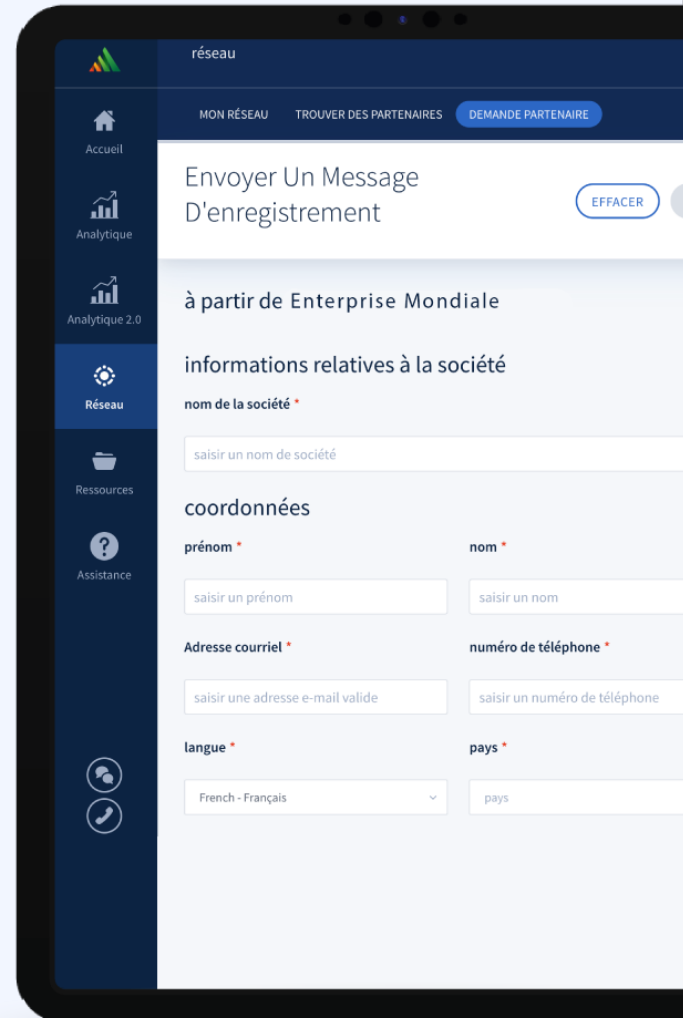 réseau
MON RÉSEAU TROUVER DES PARTENAIRES DEMANDE PARTENAIRE
Accueil
Analytique
Analytique 2.0
Réseau
Ressources
Assistance
Envoyer Un Message
D'enregistrement
EFFACER
à partir de Enterprise Mondiale
informations relatives à la société
nom de la société *
saisir un nom de société
coordonnées
prénom * nom *
saisir un prénom saisir un nom
Adresse courriel * numéro de téléphone *
saisir une adresse e-mail valide saisir un numéro de téléphone
langue * pays *
French - Français pays